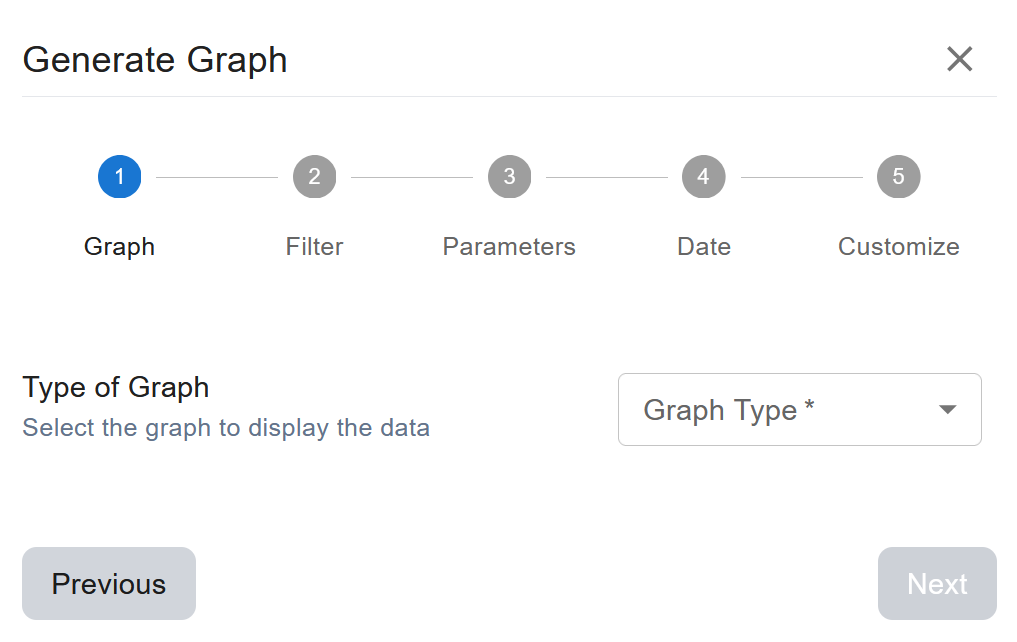 Generate Graph
1 2 3 4 5
Graph Filter Parameters Date Customize
Type of Graph
Select the graph to display the data
Graph Type *
Previous Next